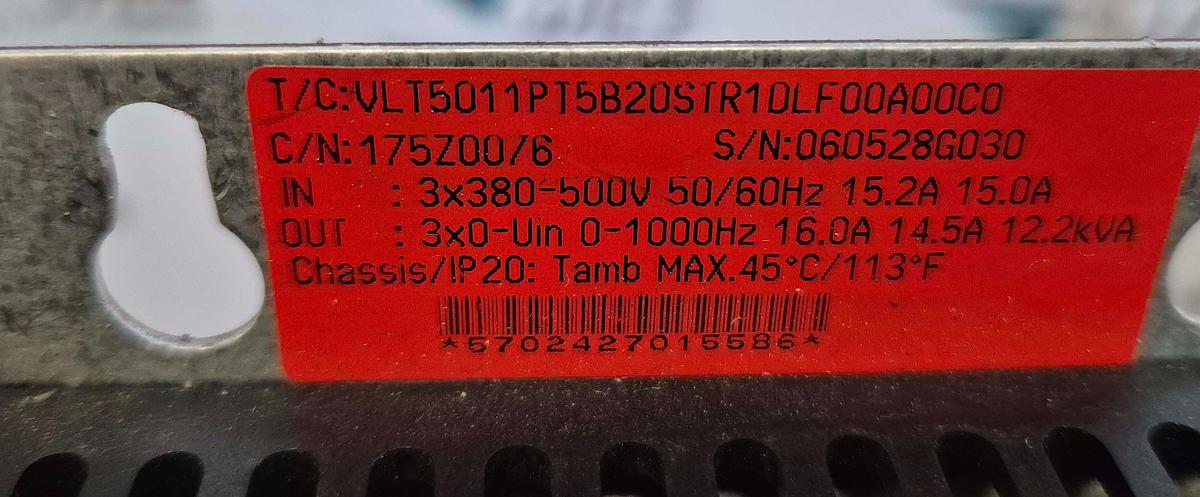 T/C:VLT5011PT5B20STR1DLF00A00C0
C/N:175Z0076 S/N:060528G030
IN : 3x380-500V 50/60Hz 15.2A 15.0A
OUT : 3x0-Uin 0-1000Hz 16.0A 14.5A 12.2kVA
Chassis/IP20: Tamb MAX.45°C/113°F
*5702427015586*